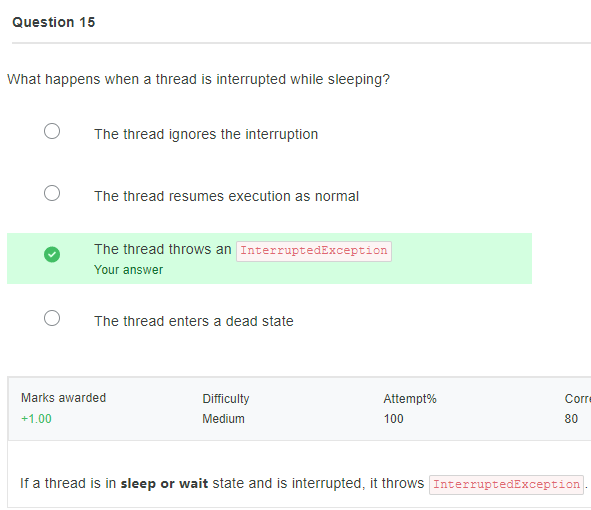 Question 15
What happens when a thread is interrupted while sleeping?
The thread ignores the interruption
The thread resumes execution as normal
The thread throws an InterruptedException
Your answer
The thread enters a dead state
Marks awarded Difficulty Attempt%
+1.00 Medium 100 80
If a thread is in sleep or wait state and is interrupted, it throws InterruptedException.